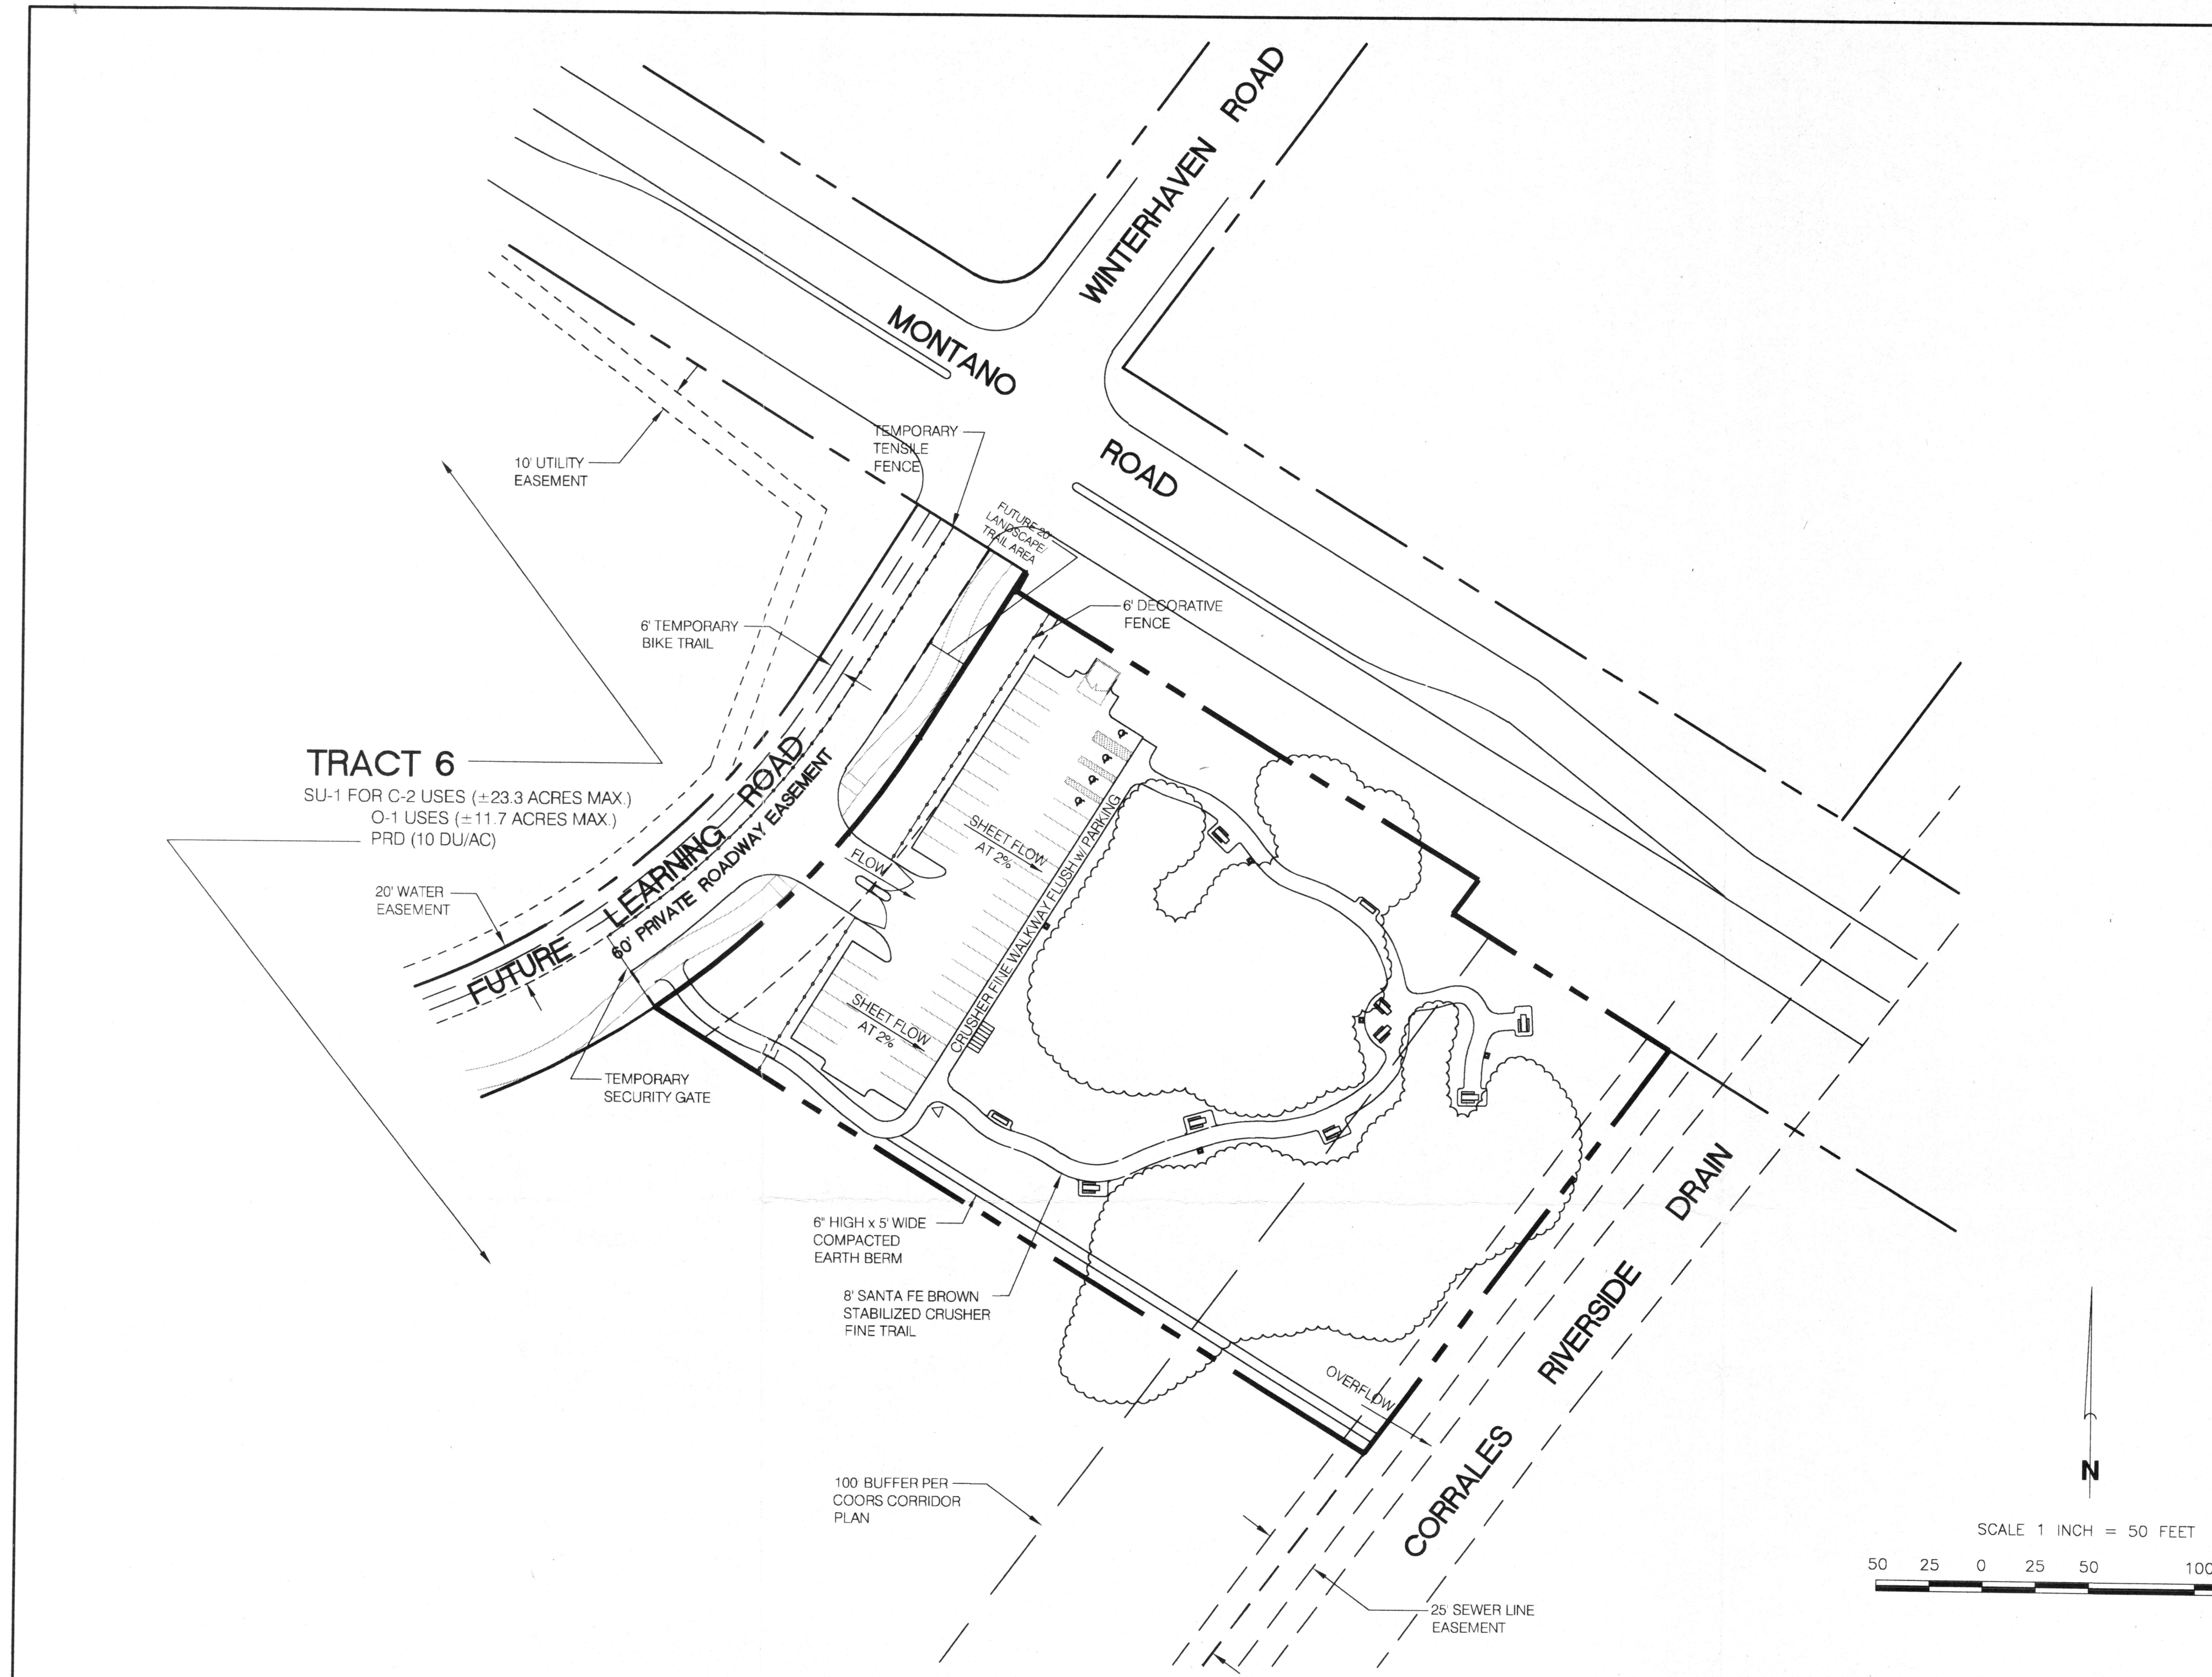 WINTERHAVEN ROAD
MONTANO
ROAD
TEMPORARY
TENSILE
FENCE
10' UTILITY
EASEMENT
FUTURE 20'
LANDSCAPE/
TRAIL AREA
6' DECORATIVE
FENCE
6' TEMPORARY
BIKE TRAIL
TRACT 6
SU-1 FOR C-2 USES (±23.3 ACRES MAX.)
O-1 USES (±11.7 ACRES MAX.)
PRD (10 DU/AC)
FUTURE LEARNING ROAD
60' PRIVATE ROADWAY EASEMENT
20' WATER
EASEMENT
FLOW
SHEET FLOW
AT 2%
CRUSHER FINE WALKWAY FLUSH w/ PARKING
SHEET FLOW
AT 2%
TEMPORARY
SECURITY GATE
6" HIGH x 5' WIDE
COMPACTED
EARTH BERM
8' SANTA FE BROWN
STABILIZED CRUSHER
FINE TRAIL
OVERFLOW
100' BUFFER PER
COORS CORRIDOR
PLAN
CORRALES RIVERSIDE DRAIN
25' SEWER LINE
EASEMENT
N
SCALE 1 INCH = 50 FEET
50 25 0 25 50 100